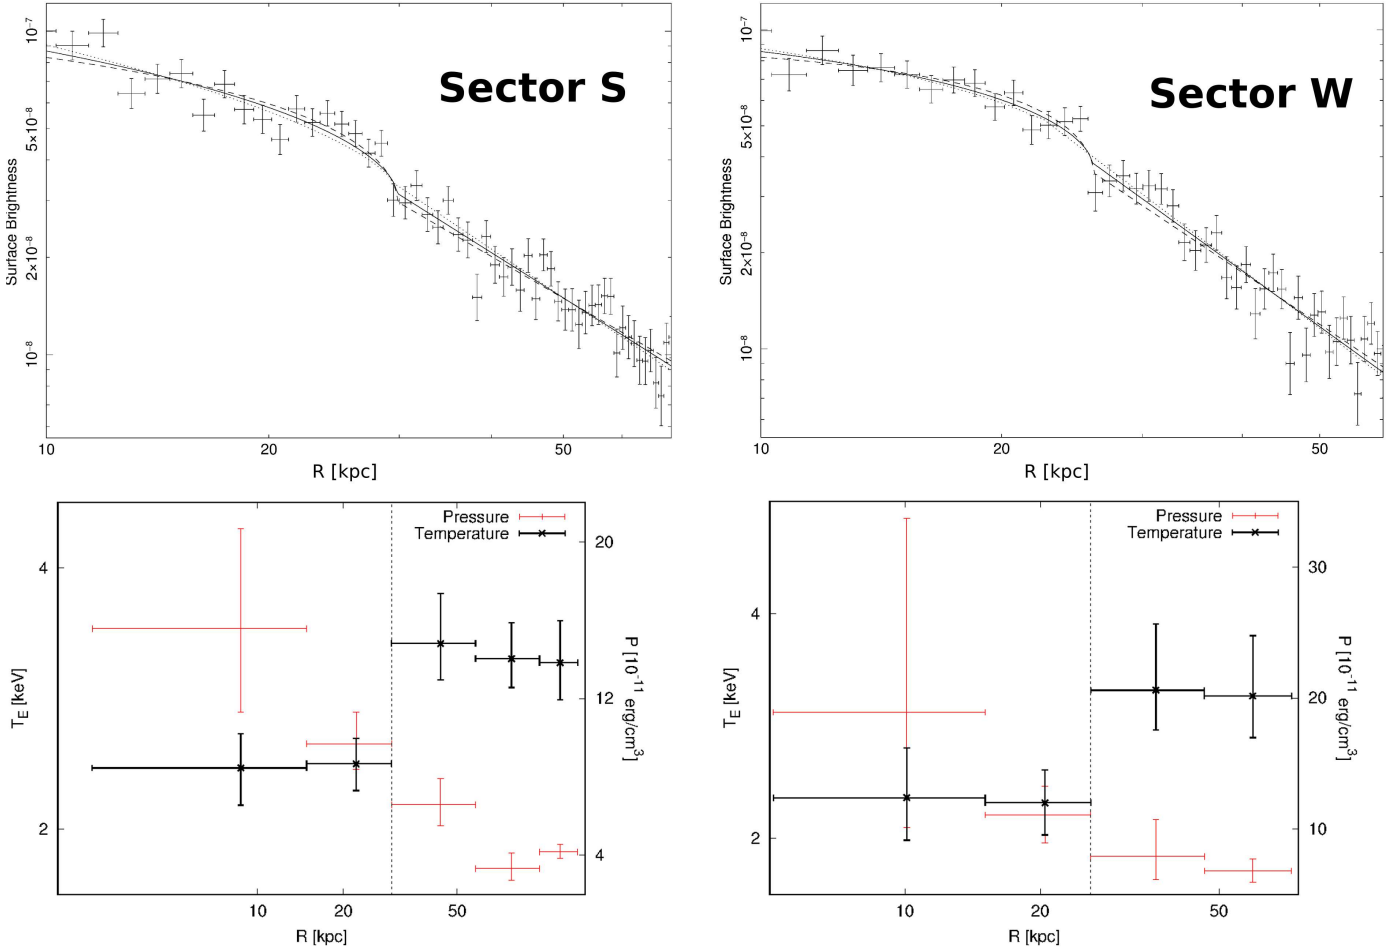 Sector S
Surface Brightness
10⁻⁷
5×10⁻⁸
2×10⁻⁸
10⁻⁸
10
20
50
R [kpc]
Sector W
Surface Brightness
10⁻⁷
5×10⁻⁸
2×10⁻⁸
10⁻⁸
10
20
50
R [kpc]
Pressure
Temperature
T_E [keV]
4
2
P [10⁻¹¹ erg/cm³]
20
12
4
10
20
50
R [kpc]
Pressure
Temperature
T_E [keV]
4
2
P [10⁻¹¹ erg/cm³]
30
20
10
10
20
50
R [kpc]